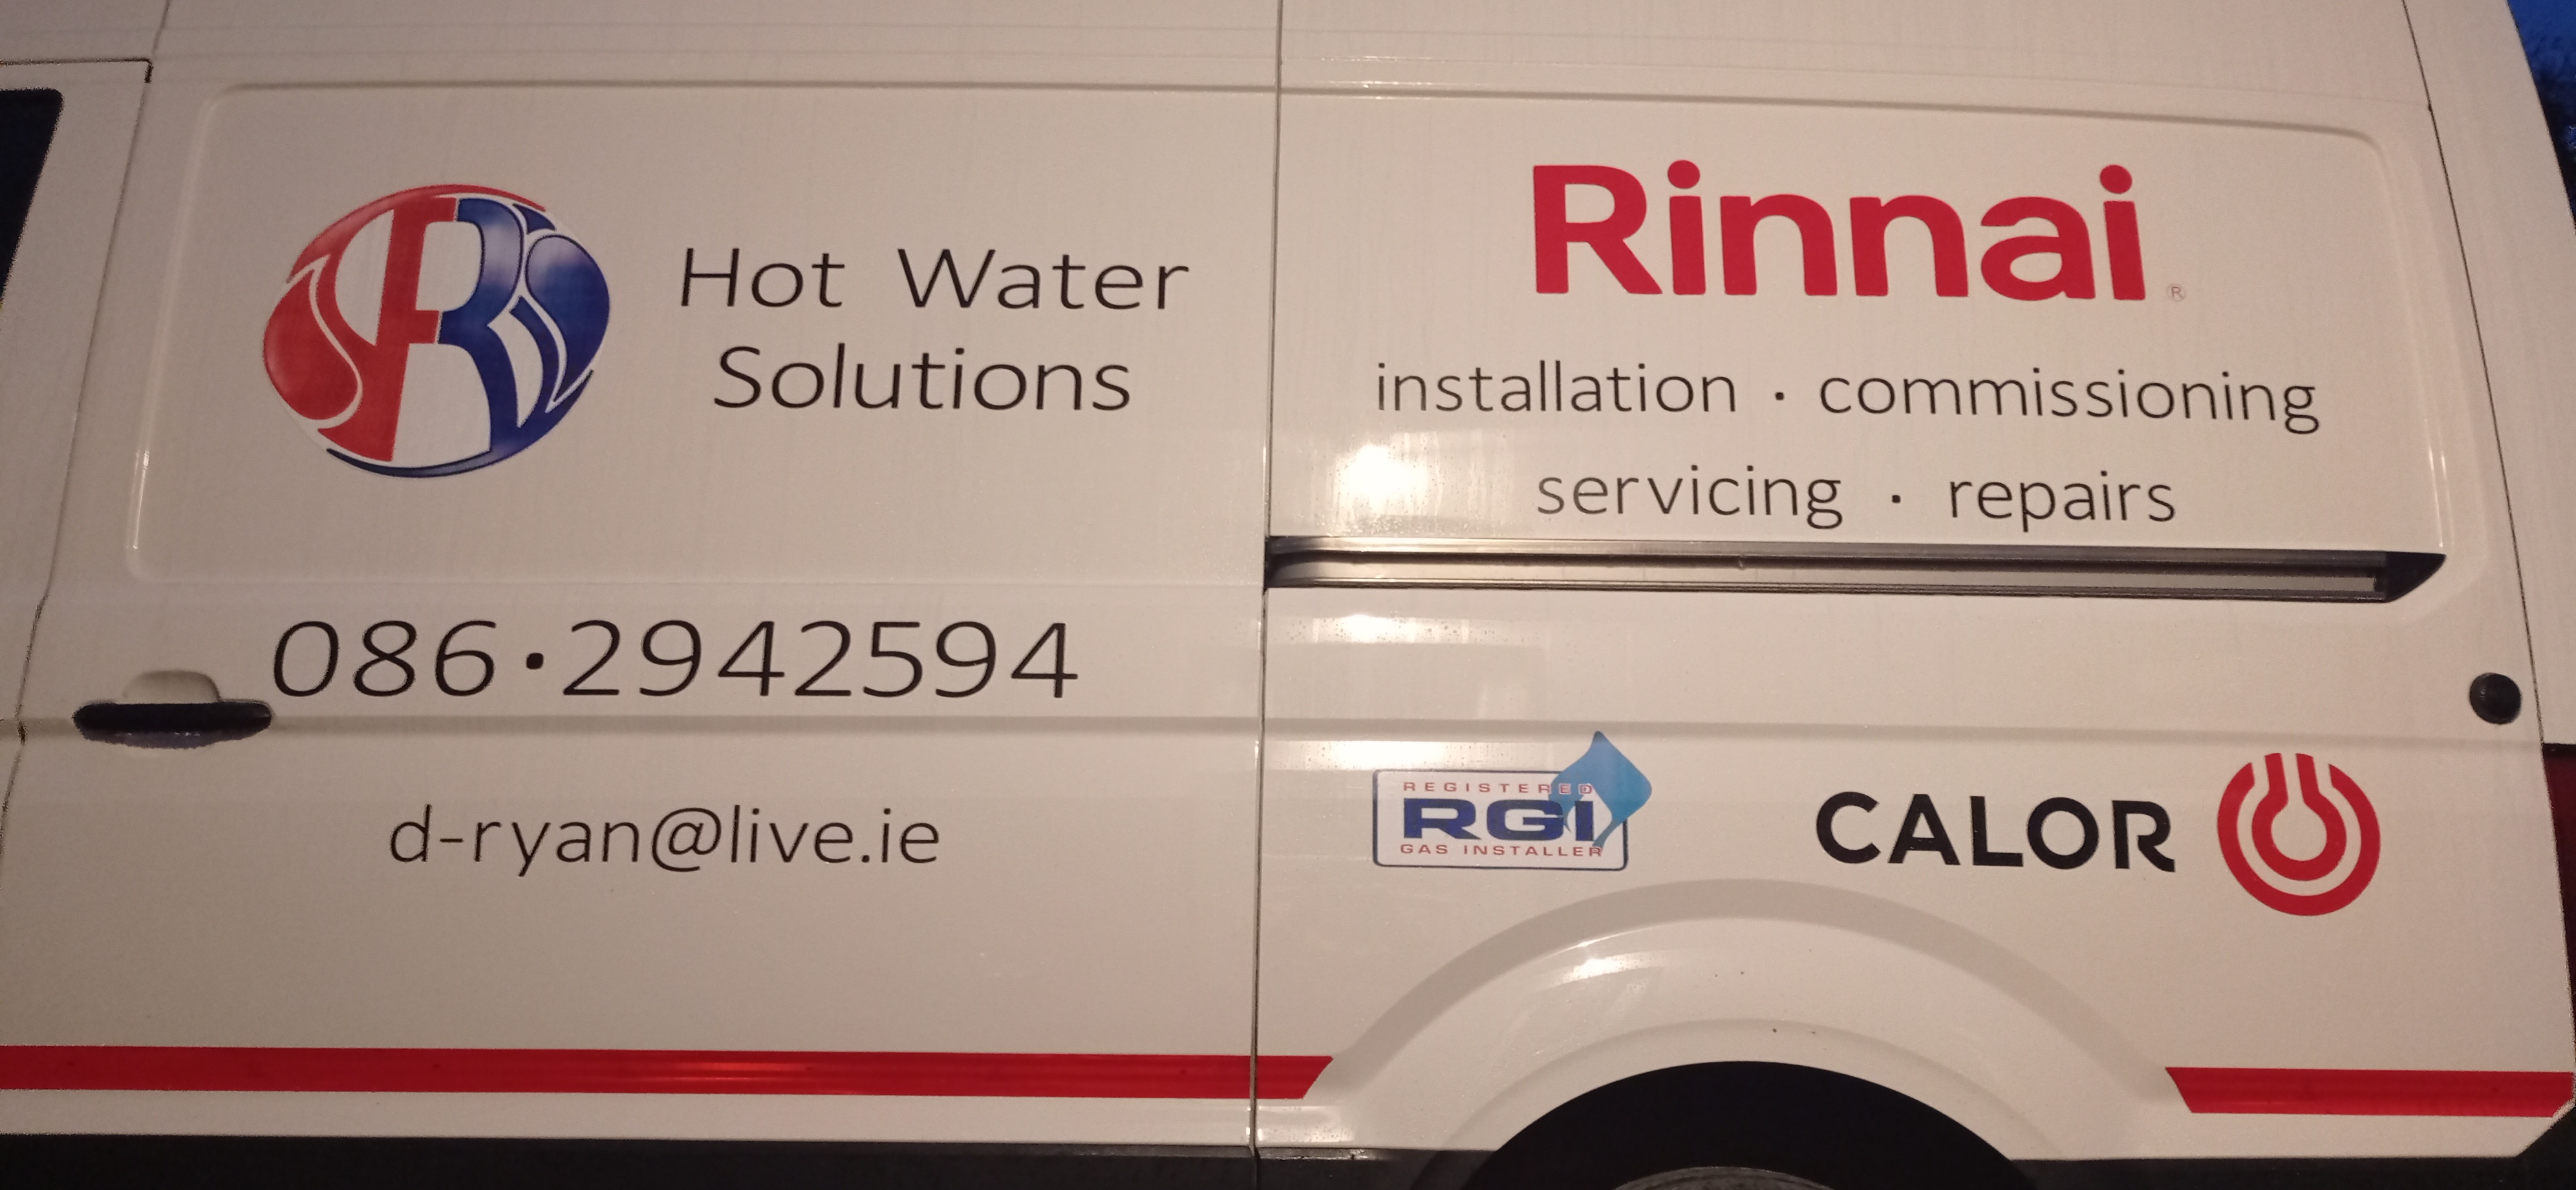 R
Hot Water
Solutions
086·2942594
d-ryan@live.ie
Rinnai®
installation · commissioning
servicing · repairs
REGISTERED
RGi
GAS INSTALLER
CALOR